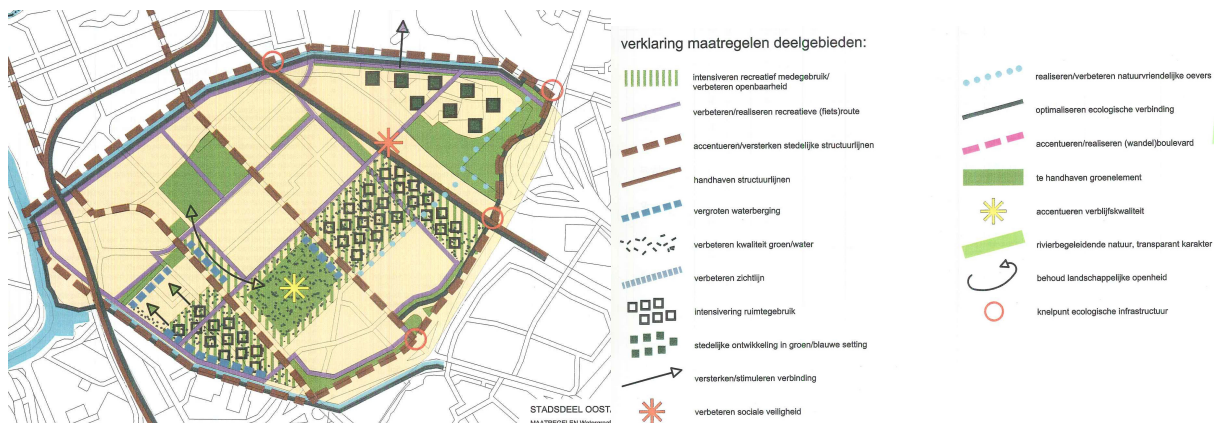 verklaring maatregelen deelgebieden:
intensiveren recreatief medegebruik/
verbeteren openbaarheid
verbeteren/realiseren recreatieve (fiets)route
accentueren/versterken stedelijke structuurlijnen
handhaven structuurlijnen
vergroten waterberging
verbeteren kwaliteit groen/water
verbeteren zichtlijn
intensivering ruimtegebruik
stedelijke ontwikkeling in groen/blauwe setting
versterken/stimuleren verbinding
verbeteren sociale veiligheid
realiseren/verbeteren natuurvriendelijke oevers
optimaliseren ecologische verbinding
accentueren/realiseren (wandel)boulevard
te handhaven groenelement
accentueren verblijfskwaliteit
rivierbegeleidende natuur, transparant karakter
behoud landschappelijke openheid
knelpunt ecologische infrastructuur
STADSDEEL OOST
MAATREGELEN